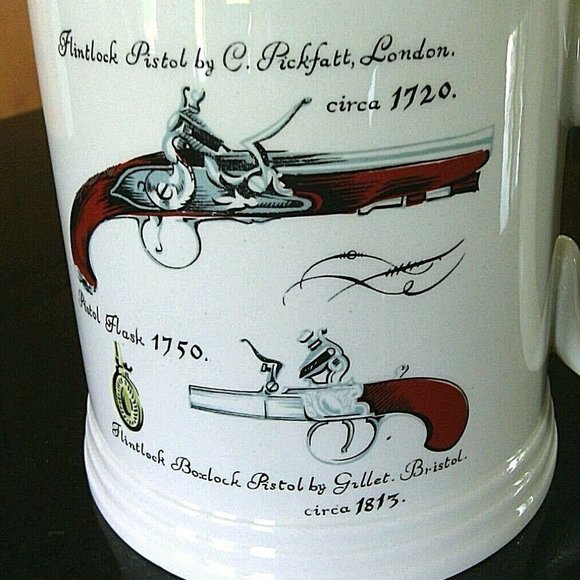 Flintlock Pistol by C. Pickfatt, London.
circa 1720.
Pistol Flask 1750.
Flintlock Boxlock Pistol by Gillet. Bristol.
circa 1813.